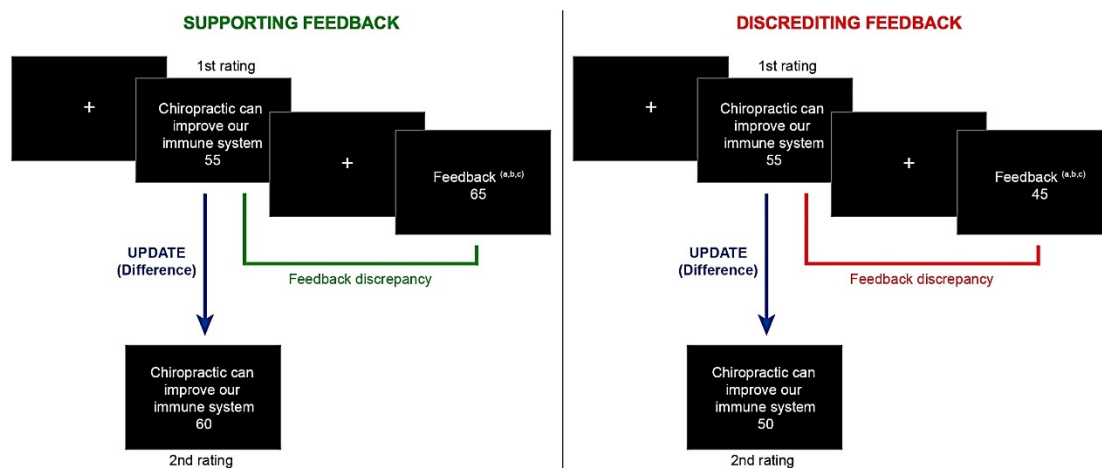 SUPPORTING FEEDBACK
1st rating
+
Chiropractic can
improve our
immune system
55
+
Feedback (a,b,c)
65
UPDATE
(Difference)
Feedback discrepancy
Chiropractic can
improve our
immune system
60
2nd rating
DISCREDITING FEEDBACK
1st rating
+
Chiropractic can
improve our
immune system
55
+
Feedback (a,b,c)
45
UPDATE
(Difference)
Feedback discrepancy
Chiropractic can
improve our
immune system
50
2nd rating